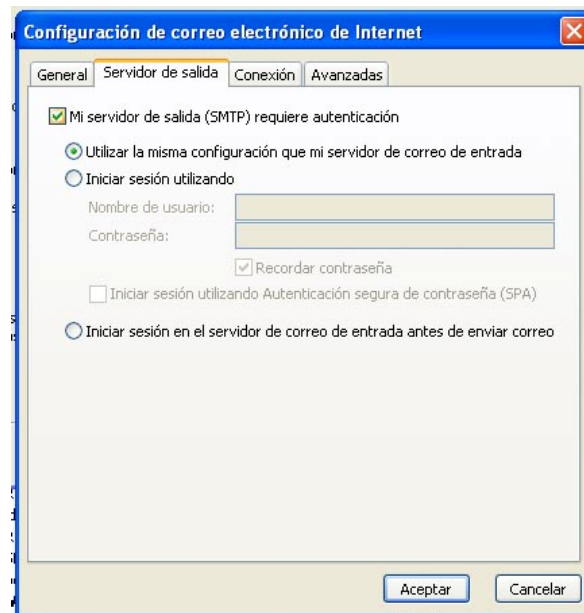 Configuración de correo electrónico de Internet
General Servidor de salida Conexión Avanzadas
Mi servidor de salida (SMTP) requiere autenticación
Utilizar la misma configuración que mi servidor de correo de entrada
Iniciar sesión utilizando
Nombre de usuario:
Contraseña:
Recordar contraseña
Iniciar sesión utilizando Autenticación segura de contraseña (SPA)
Iniciar sesión en el servidor de correo de entrada antes de enviar correo
Aceptar Cancelar